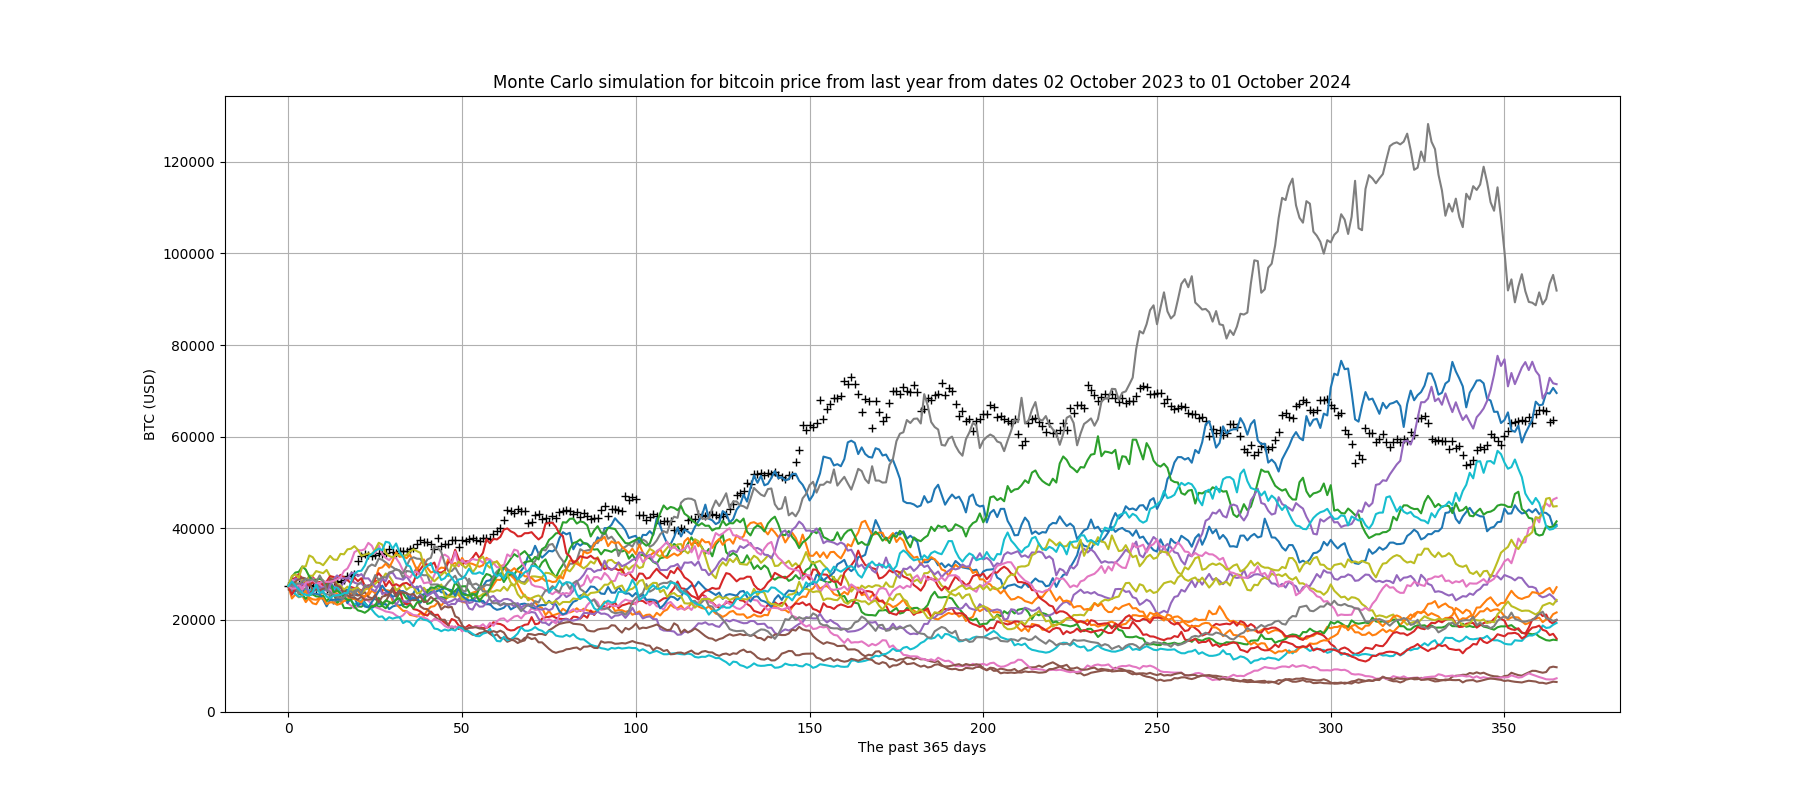 Monte Carlo simulation for bitcoin price from last year from dates 02 October 2023 to 01 October 2024
120000
100000
80000
60000
40000
20000
0
BTC (USD)
0 50 100 150 200 250 300 350
The past 365 days